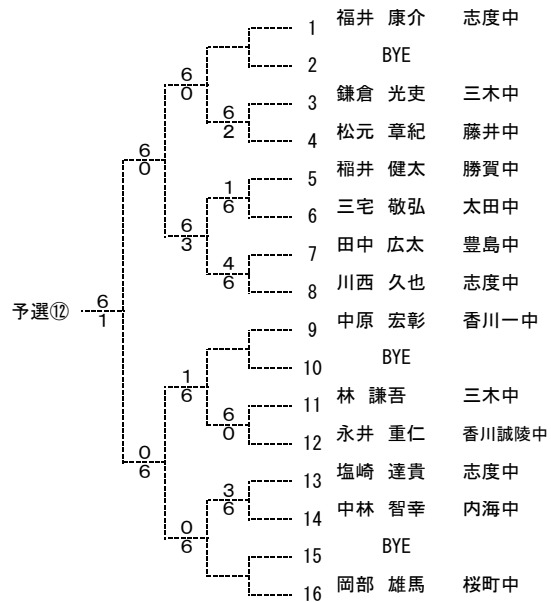 1 福井 康介 志度中
2 BYE
6
0
3 鎌倉 光吏 三木中
6
2
4 松元 章紀 藤井中
6
0
5 稲井 健太 勝賀中
1
6
6 三宅 敬弘 太田中
6
3
7 田中 広太 豊島中
4
6
8 川西 久也 志度中
予選⑫
6
1
9 中原 宏彰 香川一中
10 BYE
1
6
11 林 謙吾 三木中
6
0
12 永井 重仁 香川誠陵中
0
6
13 塩崎 達貴 志度中
3
6
14 中林 智幸 内海中
0
6
15 BYE
16 岡部 雄馬 桜町中